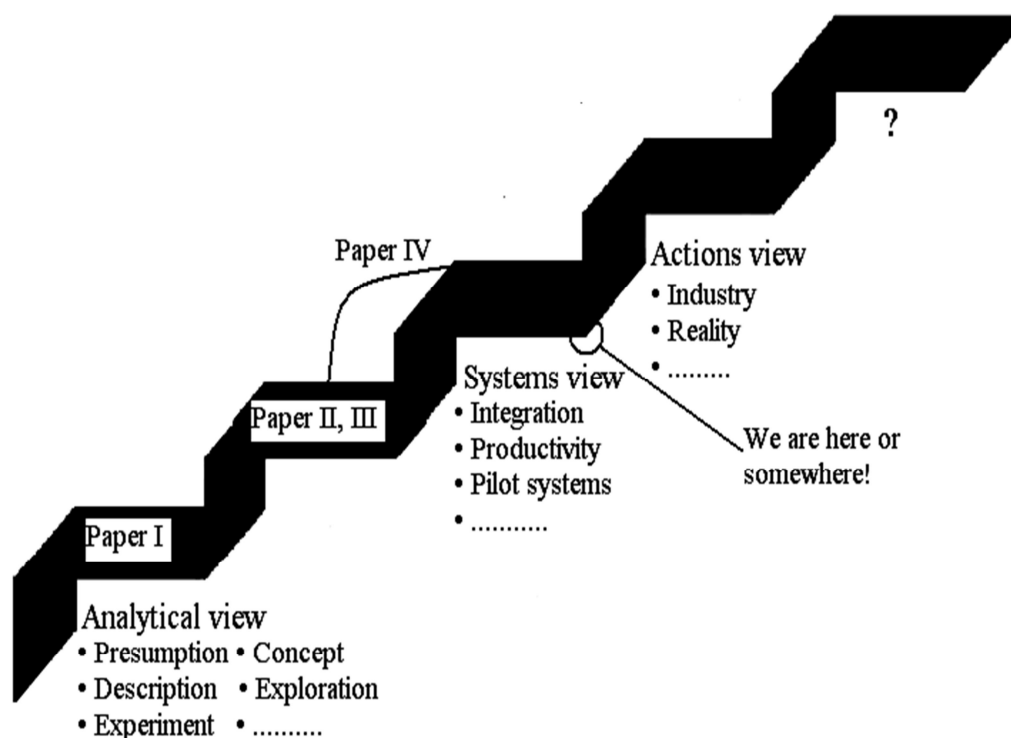 ?
Paper IV
Actions view
• Industry
• Reality
• .........
Paper II, III
Systems view
• Integration
• Productivity
• Pilot systems
• ...........
We are here or
somewhere!
Paper I
Analytical view
• Presumption • Concept
• Description • Exploration
• Experiment • ..........